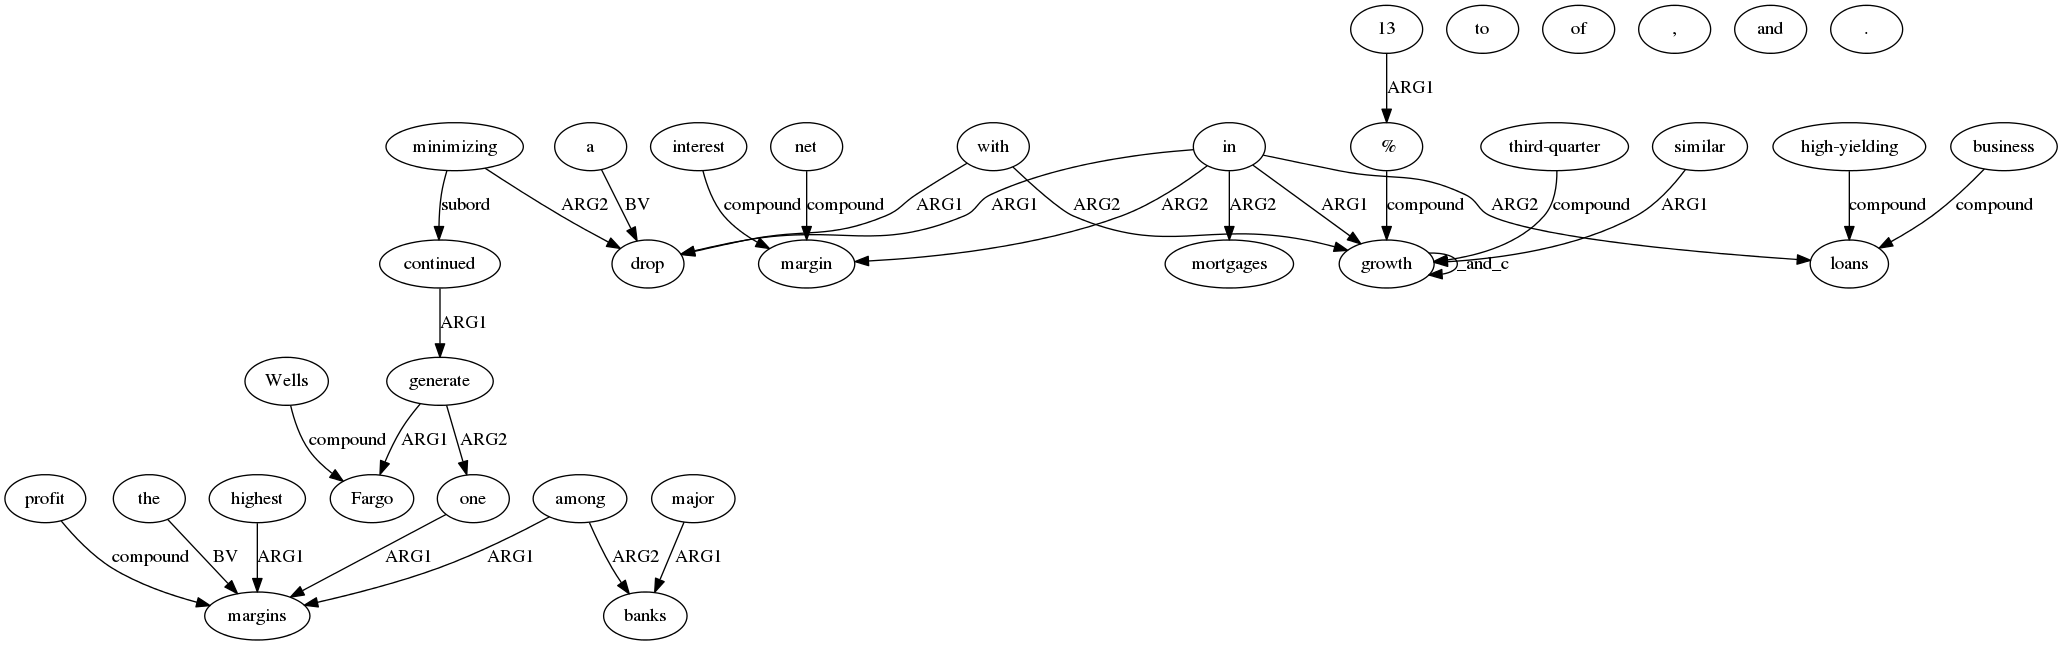 13 to of , and .
ARG1
minimizing a interest net with in % third-quarter similar high-yielding business
subord ARG2 BV compound compound ARG1 ARG1 ARG2 ARG2 ARG2 ARG1 compound compound ARG1 ARG2 compound compound
continued drop margin mortgages growth _and_c loans
ARG1
Wells generate
compound ARG1 ARG2
profit the highest Fargo one among major
compound BV ARG1 ARG1 ARG1 ARG2 ARG1
margins banks